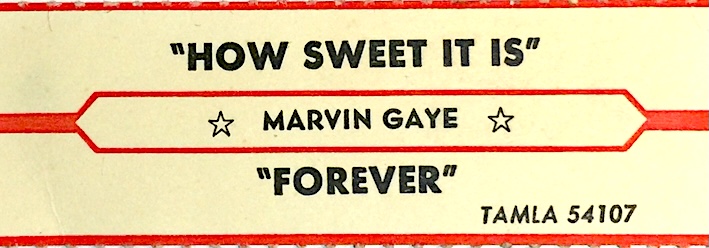 "HOW SWEET IT IS"
☆ MARVIN GAYE ☆
"FOREVER"
TAMLA 54107